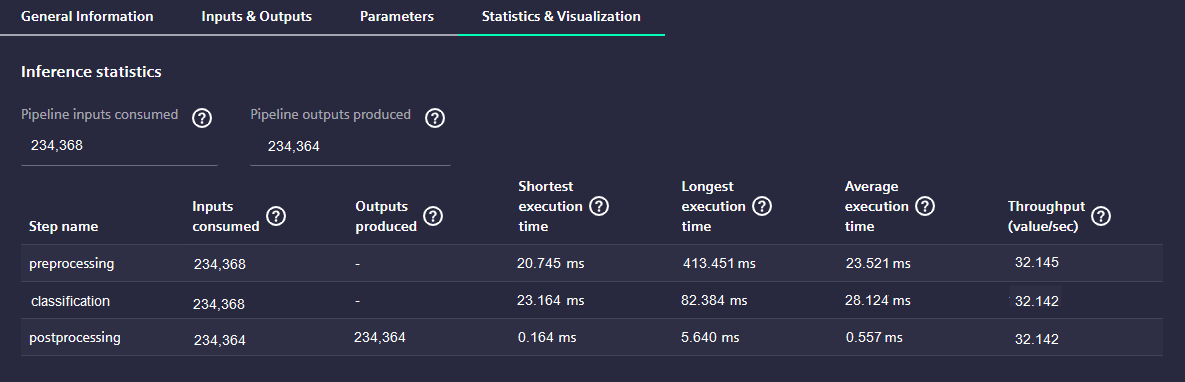 General Information Inputs & Outputs Parameters Statistics & Visualization
Inference statistics
Pipeline inputs consumed ? Pipeline outputs produced ?
234,368 234,364
Step name Inputs consumed ? Outputs produced ? Shortest execution time ? Longest execution time ? Average execution time ? Throughput (value/sec) ?
preprocessing 234,368 - 20.745 ms 413.451 ms 23.521 ms 32.145
classification 234,368 - 23.164 ms 82.384 ms 28.124 ms 32.142
postprocessing 234,364 234,364 0.164 ms 5.640 ms 0.557 ms 32.142